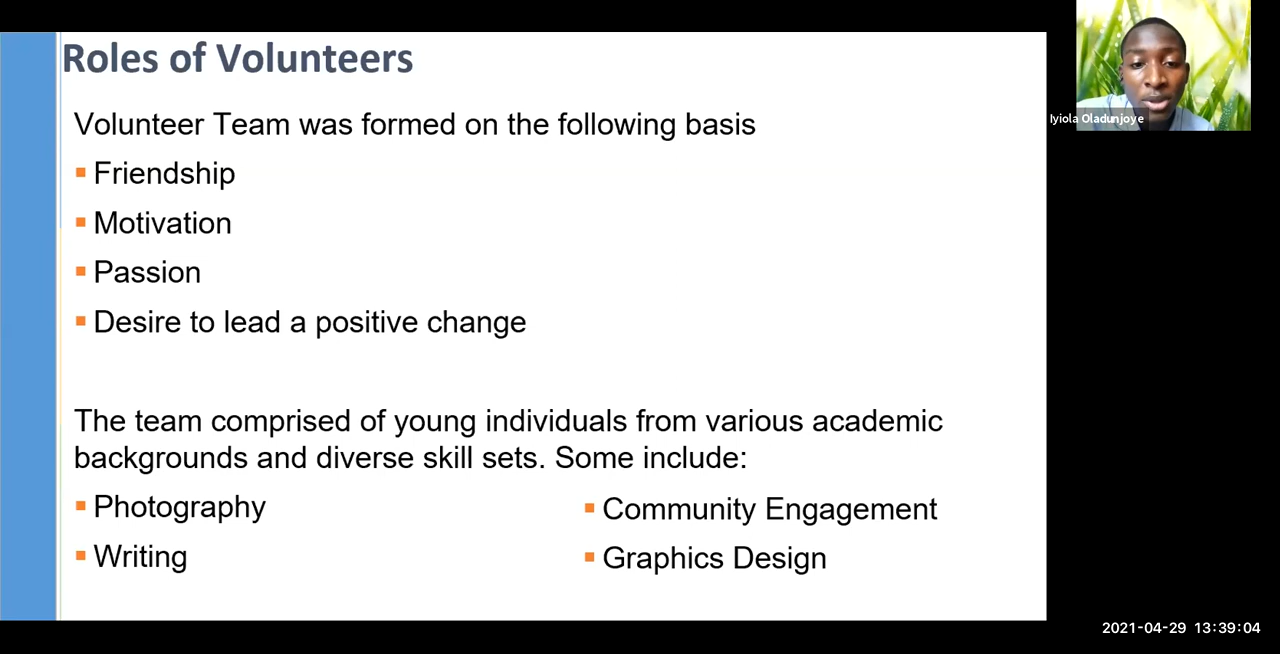 Roles of Volunteers
Volunteer Team was formed on the following basis
Friendship
Motivation
Passion
Desire to lead a positive change
The team comprised of young individuals from various academic
backgrounds and diverse skill sets. Some include:
Photography
Writing
Community Engagement
Graphics Design
Iyiola Oladunjoye
2021-04-29 13:39:04